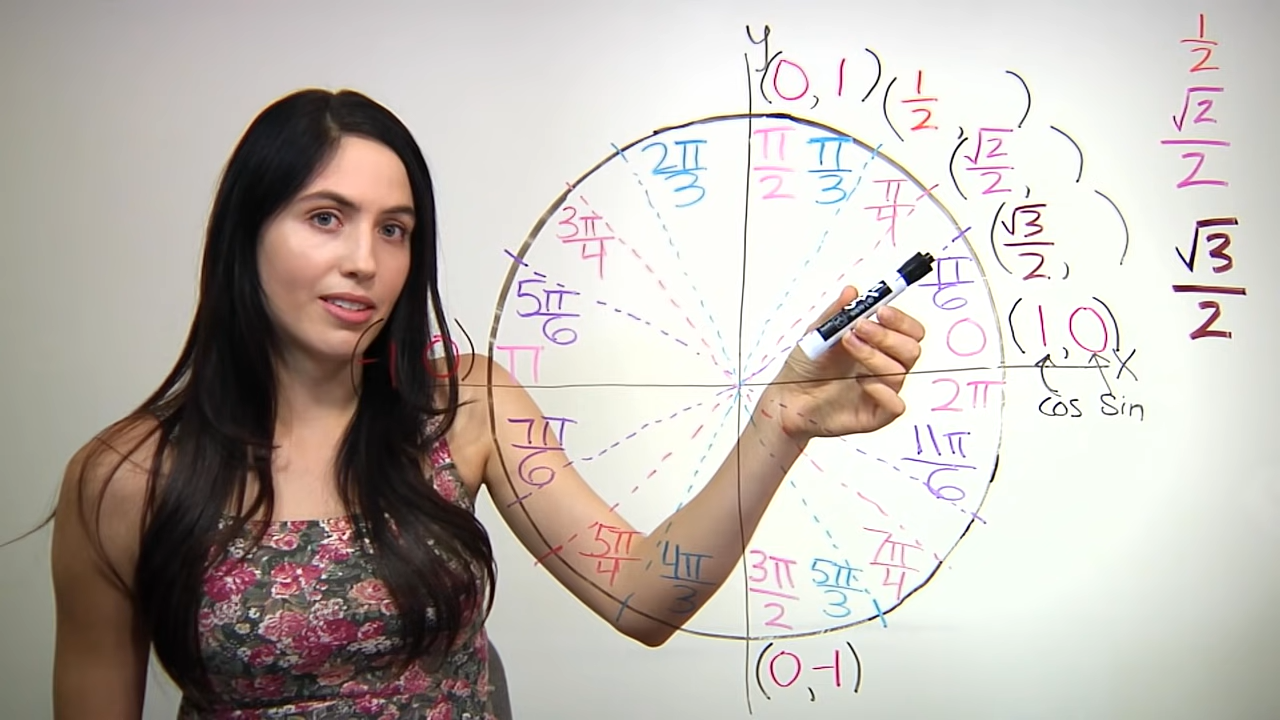 y
(0, 1)
(1/2, )
(√2/2, )
(√3/2, )
(1, 0)
x
cos sin
0
π/6
π/4
π/3
π/2
2π/3
3π/4
5π/6
π
(-1, 0)
7π/6
5π/4
4π/3
3π/2
(0, -1)
5π/3
7π/4
11π/6
2π
1/2
√2/2
√3/2